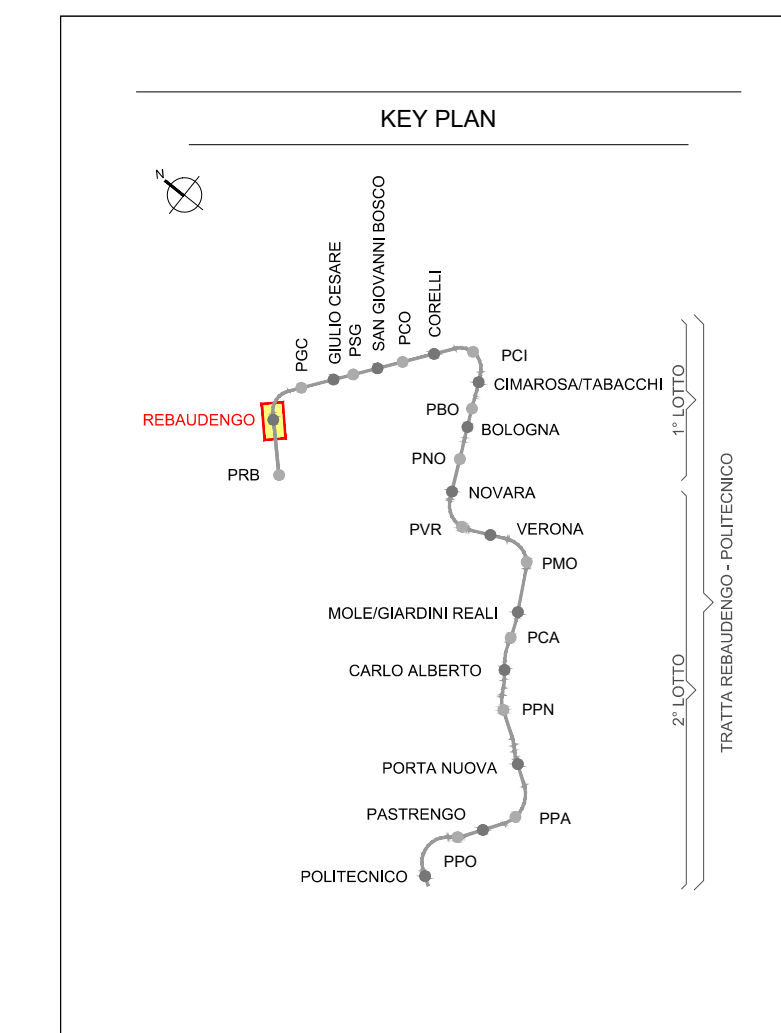 KEY PLAN
N
PGC
GIULIO CESARE
PSG
SAN GIOVANNI BOSCO
PCO
CORELLI
PCI
CIMAROSA/TABACCHI
REBAUDENGO
PBO
BOLOGNA
PNO
PRB
NOVARA
PVR
VERONA
PMO
MOLE/GIARDINI REALI
PCA
CARLO ALBERTO
PPN
PORTA NUOVA
PASTRENGO
PPA
PPO
POLITECNICO
1° LOTTO
2° LOTTO
TRATTA REBAUDENGO - POLITECNICO